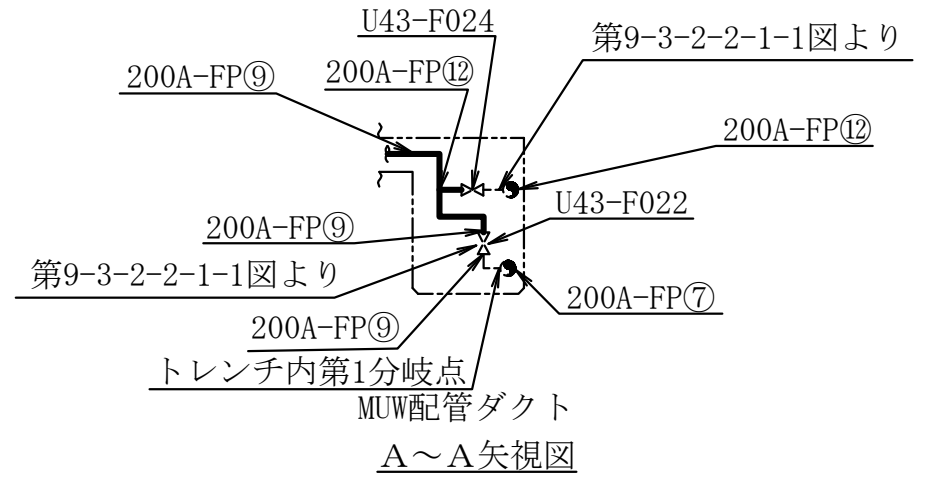 U43-F024
第9-3-2-2-1-1図より
200A-FP⑨
200A-FP⑫
200A-FP⑫
U43-F022
200A-FP⑨
第9-3-2-2-1-1図より
200A-FP⑦
200A-FP⑨
トレンチ内第1分岐点
MUW配管ダクト
A～A矢視図